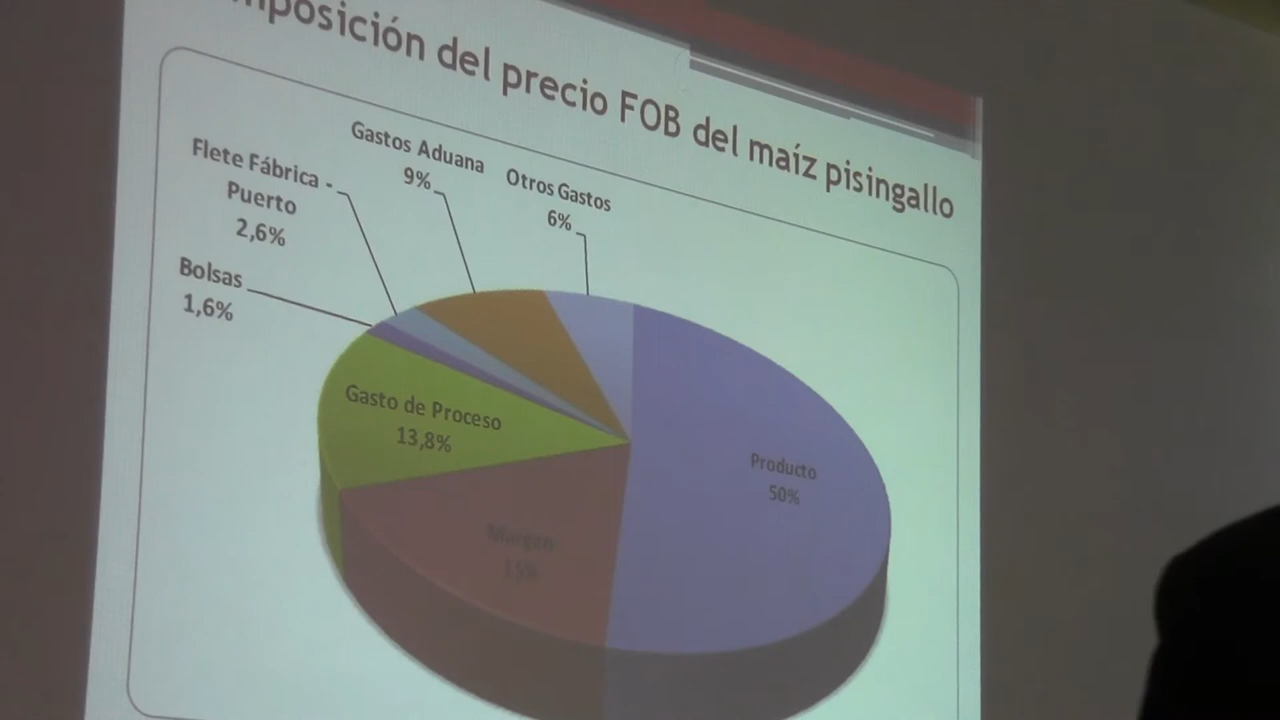 mposición del precio FOB del maíz pisingallo
Gastos Aduana
9%
Otros Gastos
6%
Flete Fábrica -
Puerto
2,6%
Bolsas
1,6%
Gasto de Proceso
13,8%
Producto
50%
Margen